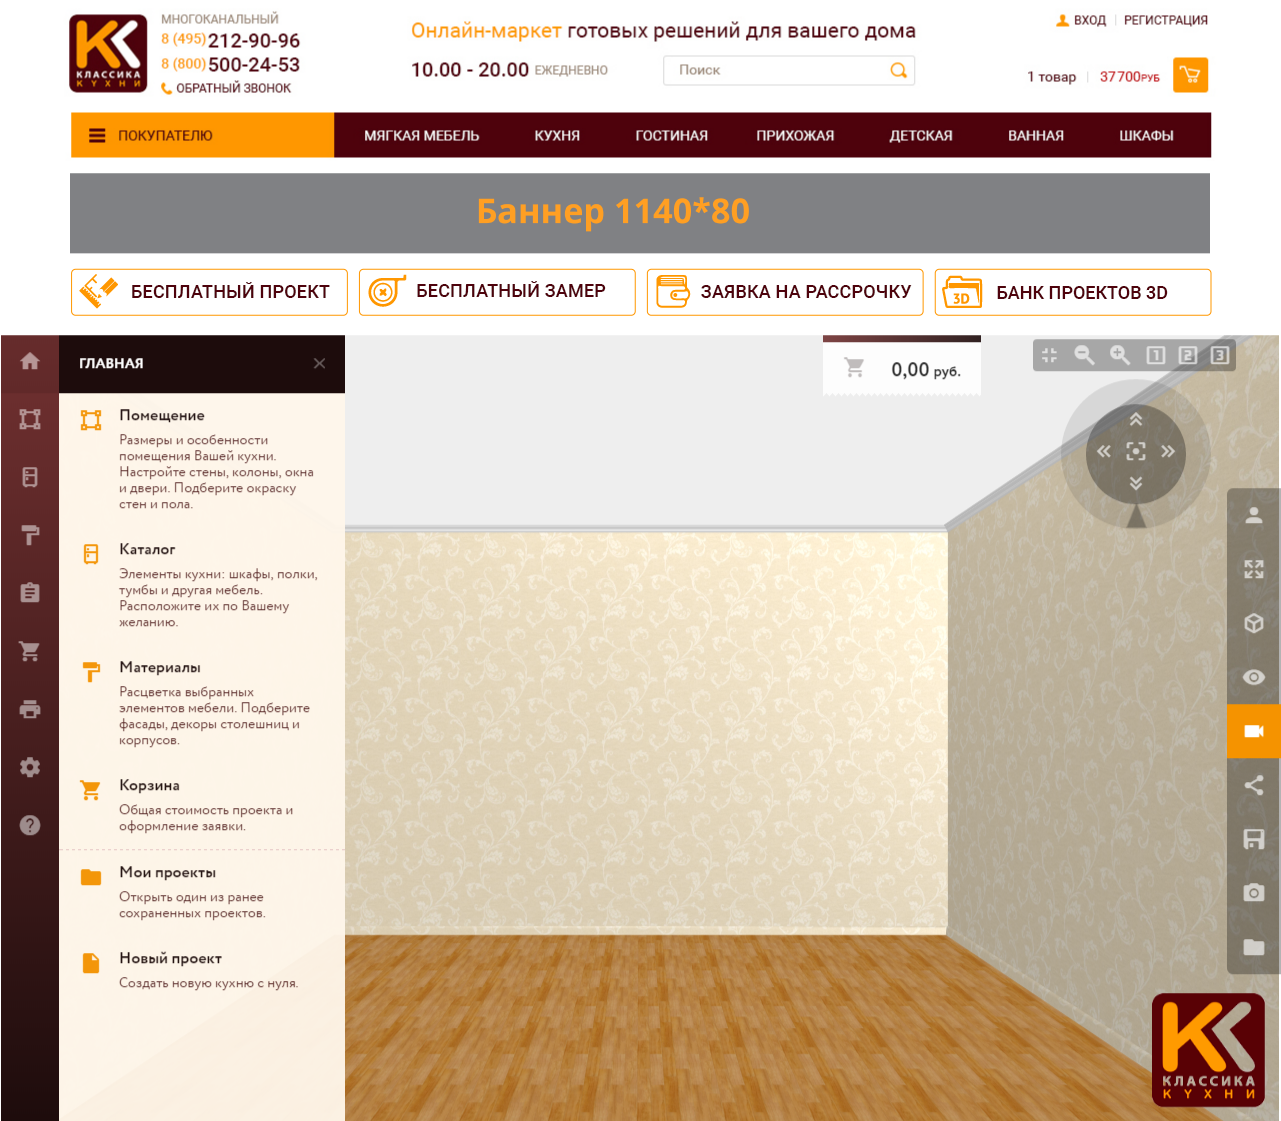 МНОГОКАНАЛЬНЫЙ
8 (495) 212-90-96
8 (800) 500-24-53
ОБРАТНЫЙ ЗВОНОК
КЛАССИКА
КУХНИ
Онлайн-маркет готовых решений для вашего дома
10.00 - 20.00 ЕЖЕДНЕВНО
Поиск
ВХОД
РЕГИСТРАЦИЯ
1 товар
37700РУБ
ПОКУПАТЕЛЮ
МЯГКАЯ МЕБЕЛЬ
КУХНЯ
ГОСТИНАЯ
ПРИХОЖАЯ
ДЕТСКАЯ
ВАННАЯ
ШКАФЫ
Баннер 1140*80
БЕСПЛАТНЫЙ ПРОЕКТ
БЕСПЛАТНЫЙ ЗАМЕР
ЗАЯВКА НА РАССРОЧКУ
3D
БАНК ПРОЕКТОВ 3D
ГЛАВНАЯ
Помещение
Размеры и особенности
помещения Вашей кухни.
Настройте стены, колоны, окна
и двери. Подберите окраску
стен и пола.
Каталог
Элементы кухни: шкафы, полки,
тумбы и другая мебель.
Расположите их по Вашему
желанию.
Материалы
Расцветка выбранных
элементов мебели. Подберите
фасады, декоры столешниц и
корпусов.
Корзина
Общая стоимость проекта и
оформление заявки.
Мои проекты
Открыть один из ранее
сохраненных проектов.
Новый проект
Создать новую кухню с нуля.
0,00 руб.
1
2
3
КЛАССИКА
КУХНИ